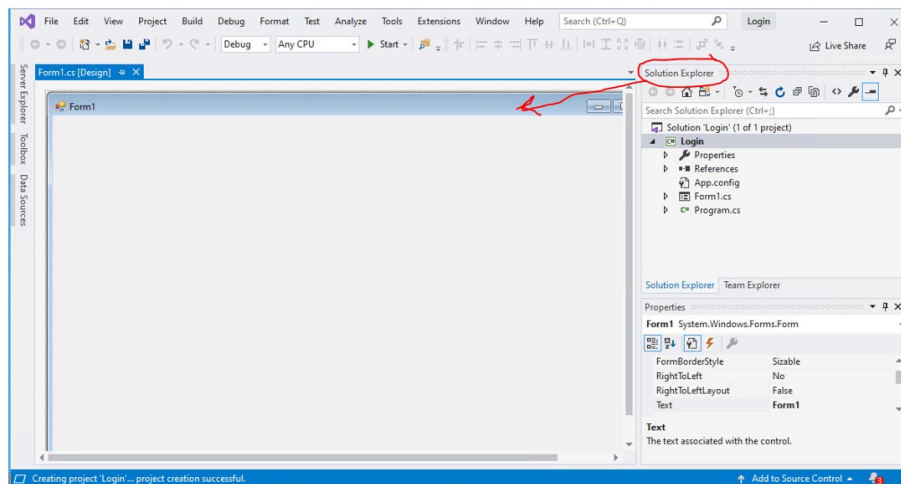 File Edit View Project Build Debug Format Test Analyze Tools Extensions Window Help Search (Ctrl+Q) Login
Debug Any CPU Start Live Share
Server Explorer
Toolbox
Data Sources
Form1.cs [Design]
Form1
Solution Explorer
Search Solution Explorer (Ctrl+;)
Solution 'Login' (1 of 1 project)
C# Login
Properties
References
App.config
Form1.cs
C# Program.cs
Solution Explorer Team Explorer
Properties
Form1 System.Windows.Forms.Form
FormBorderStyle Sizable
RightToLeft No
RightToLeftLayout False
Text Form1
Text
The text associated with the control.
Creating project 'Login'... project creation successful. Add to Source Control 3